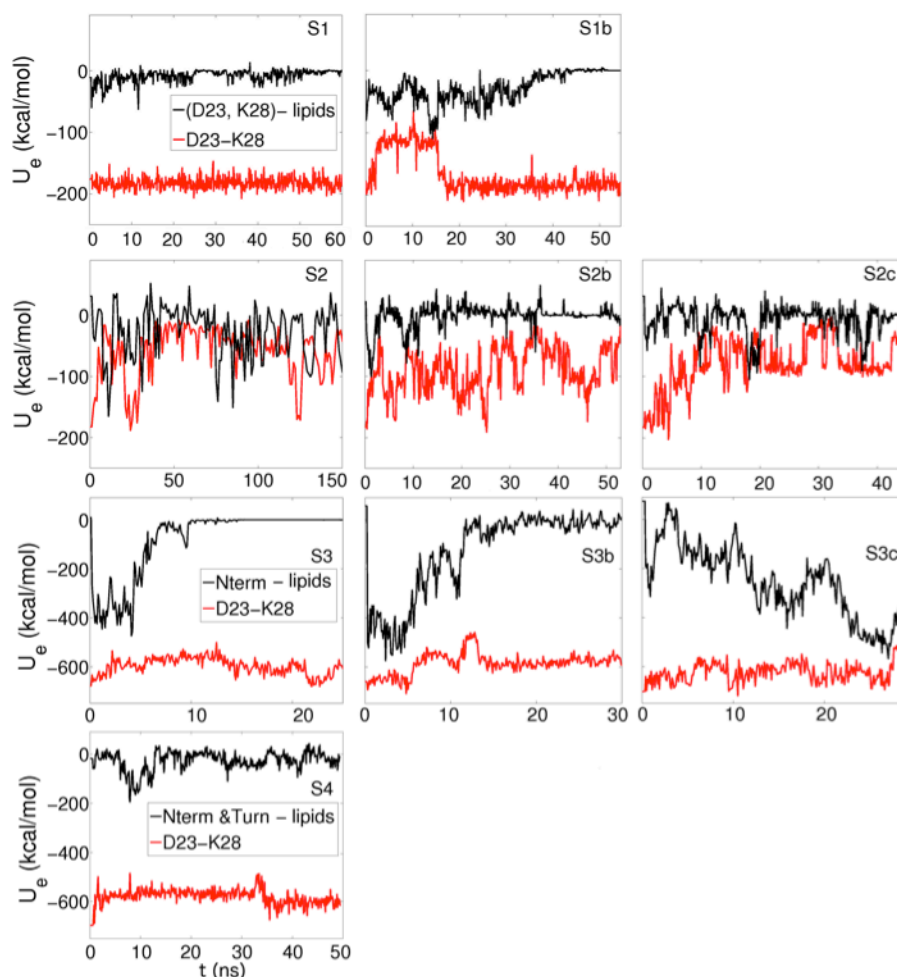 S1
S1b
U_e (kcal/mol)
0
−100
−200
(D23, K28)− lipids
D23−K28
0 10 20 30 40 50 60
0 10 20 30 40 50
S2
S2b
S2c
U_e (kcal/mol)
0
−100
−200
0 50 100 150
0 10 20 30 40 50
0 10 20 30 40
S3
S3b
S3c
U_e (kcal/mol)
0
−200
−400
−600
Nterm − lipids
D23−K28
0 10 20
0 10 20 30
0 10 20
S4
U_e (kcal/mol)
0
−200
−400
−600
Nterm &Turn − lipids
D23−K28
0 10 20 30 40 50
t (ns)